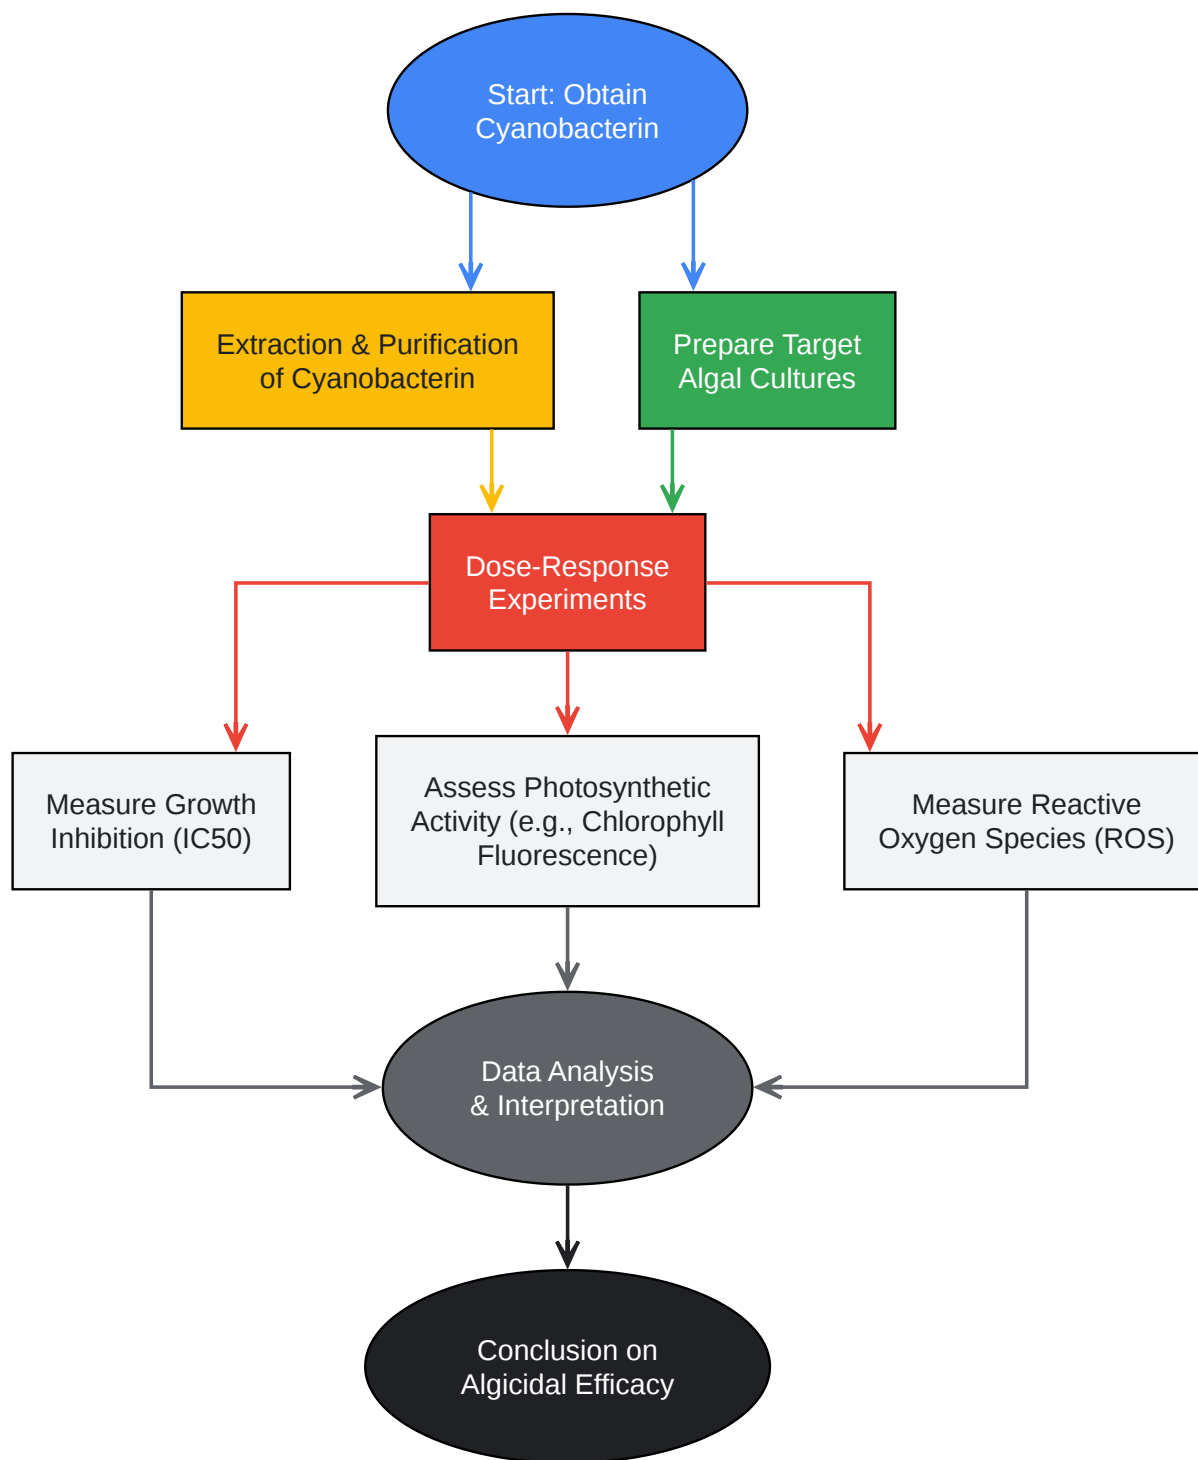 Start: Obtain
Cyanobacterin
Extraction & Purification
of Cyanobacterin
Prepare Target
Algal Cultures
Dose-Response
Experiments
Measure Growth
Inhibition (IC50)
Assess Photosynthetic
Activity (e.g., Chlorophyll
Fluorescence)
Measure Reactive
Oxygen Species (ROS)
Data Analysis
& Interpretation
Conclusion on
Algicidal Efficacy